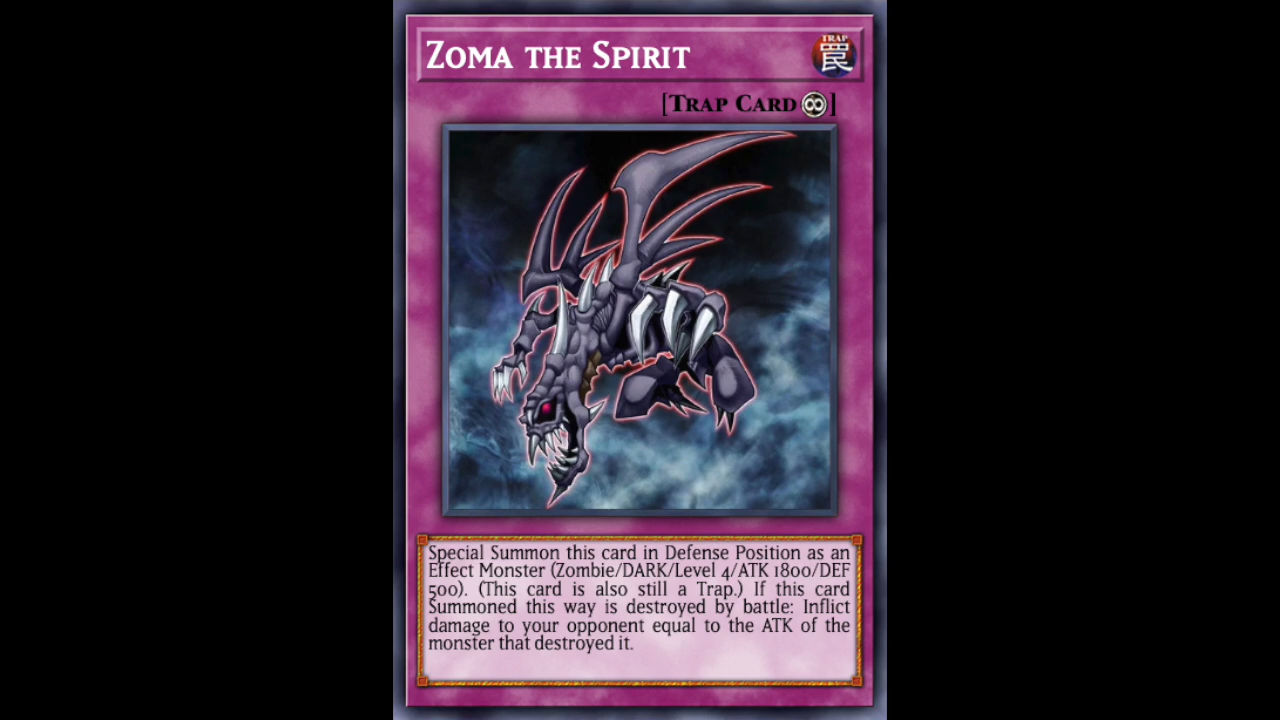 Zoma the Spirit
TRAP
罠
[Trap Card]
Special Summon this card in Defense Position as an
Effect Monster (Zombie/DARK/Level 4/ATK 1800/DEF
500). (This card is also still a Trap.) If this card
Summoned this way is destroyed by battle: Inflict
damage to your opponent equal to the ATK of the
monster that destroyed it.